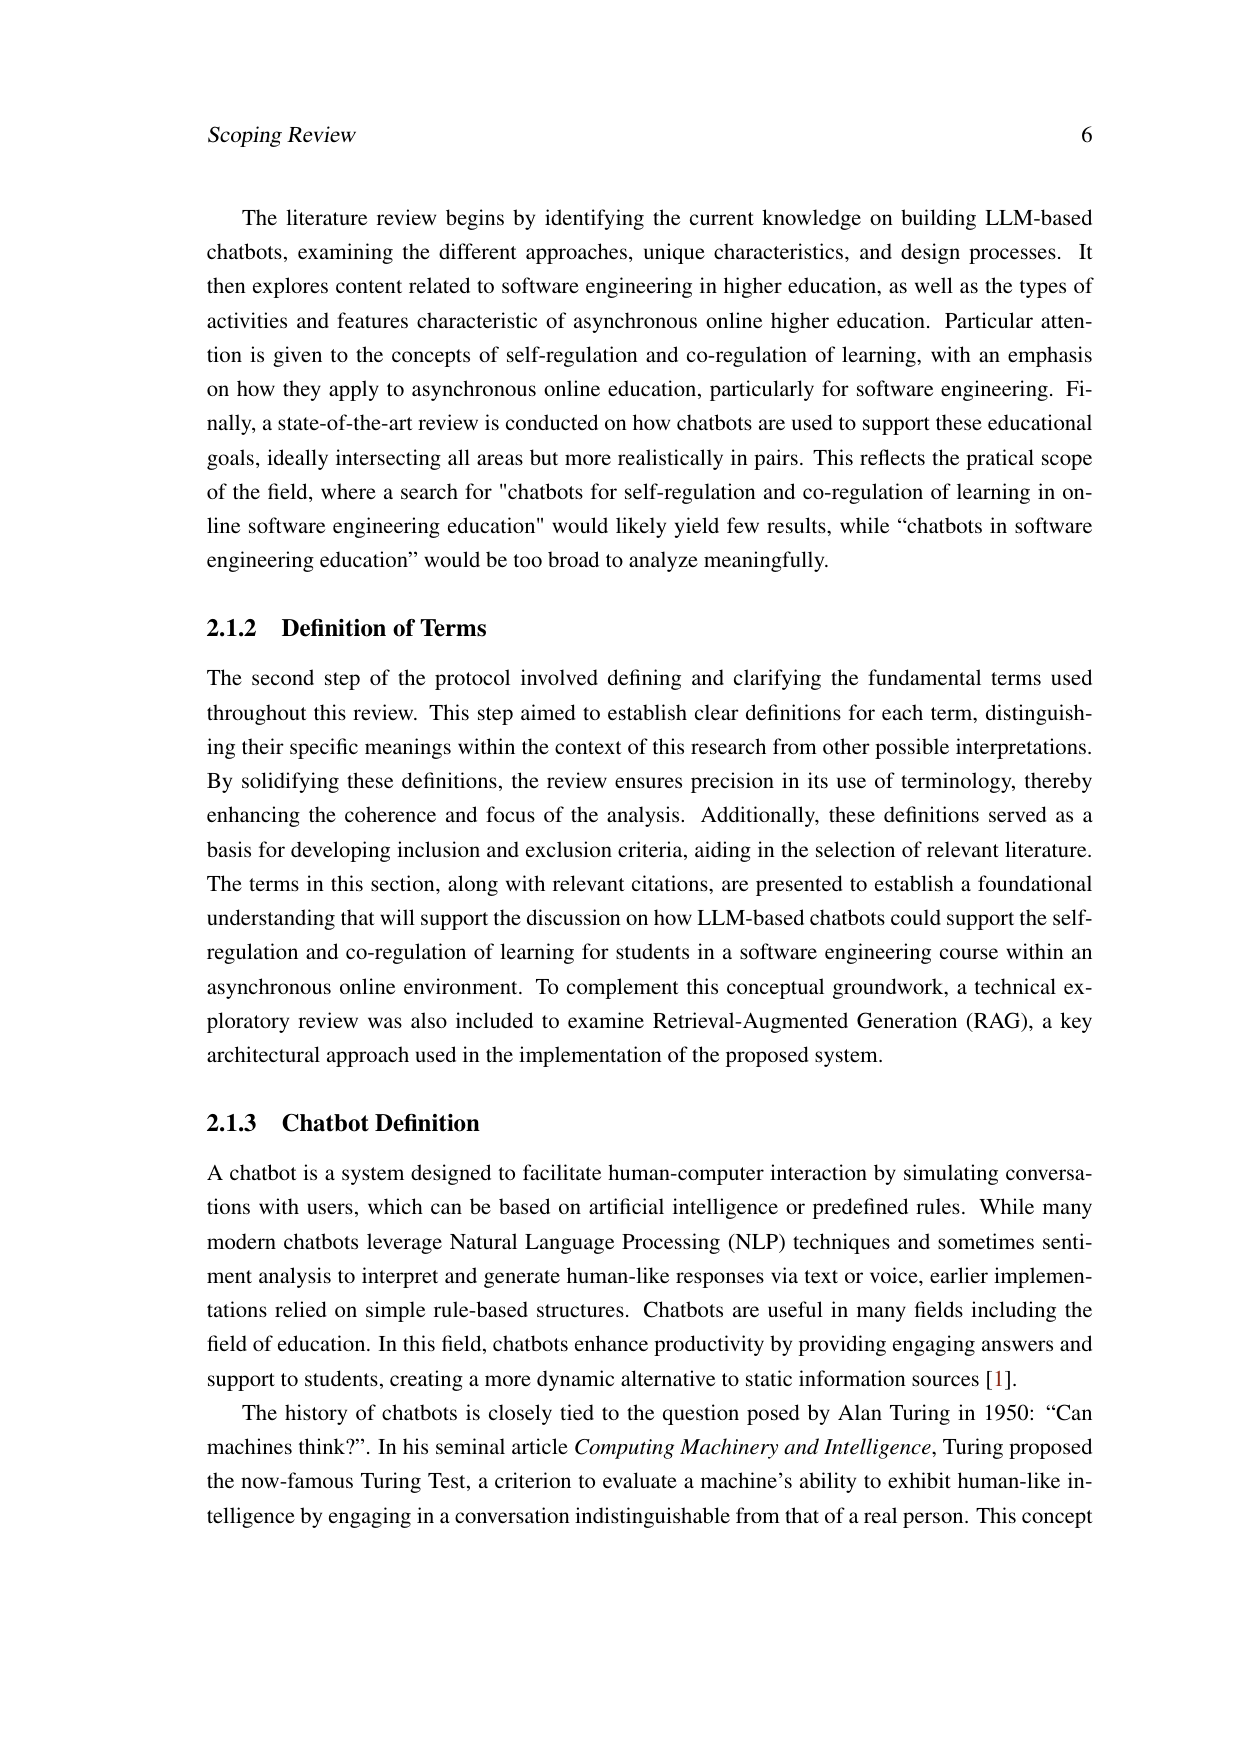 Scoping Review 6
The literature review begins by identifying the current knowledge on building LLM-based
chatbots, examining the different approaches, unique characteristics, and design processes. It
then explores content related to software engineering in higher education, as well as the types of
activities and features characteristic of asynchronous online higher education. Particular atten-
tion is given to the concepts of self-regulation and co-regulation of learning, with an emphasis
on how they apply to asynchronous online education, particularly for software engineering. Fi-
nally, a state-of-the-art review is conducted on how chatbots are used to support these educational
goals, ideally intersecting all areas but more realistically in pairs. This reflects the pratical scope
of the field, where a search for "chatbots for self-regulation and co-regulation of learning in on-
line software engineering education" would likely yield few results, while “chatbots in software
engineering education” would be too broad to analyze meaningfully.
2.1.2 Definition of Terms
The second step of the protocol involved defining and clarifying the fundamental terms used
throughout this review. This step aimed to establish clear definitions for each term, distinguish-
ing their specific meanings within the context of this research from other possible interpretations.
By solidifying these definitions, the review ensures precision in its use of terminology, thereby
enhancing the coherence and focus of the analysis. Additionally, these definitions served as a
basis for developing inclusion and exclusion criteria, aiding in the selection of relevant literature.
The terms in this section, along with relevant citations, are presented to establish a foundational
understanding that will support the discussion on how LLM-based chatbots could support the self-
regulation and co-regulation of learning for students in a software engineering course within an
asynchronous online environment. To complement this conceptual groundwork, a technical ex-
ploratory review was also included to examine Retrieval-Augmented Generation (RAG), a key
architectural approach used in the implementation of the proposed system.
2.1.3 Chatbot Definition
A chatbot is a system designed to facilitate human-computer interaction by simulating conversa-
tions with users, which can be based on artificial intelligence or predefined rules. While many
modern chatbots leverage Natural Language Processing (NLP) techniques and sometimes senti-
ment analysis to interpret and generate human-like responses via text or voice, earlier implemen-
tations relied on simple rule-based structures. Chatbots are useful in many fields including the
field of education. In this field, chatbots enhance productivity by providing engaging answers and
support to students, creating a more dynamic alternative to static information sources [1].
The history of chatbots is closely tied to the question posed by Alan Turing in 1950: “Can
machines think?”. In his seminal article Computing Machinery and Intelligence, Turing proposed
the now-famous Turing Test, a criterion to evaluate a machine’s ability to exhibit human-like in-
telligence by engaging in a conversation indistinguishable from that of a real person. This concept